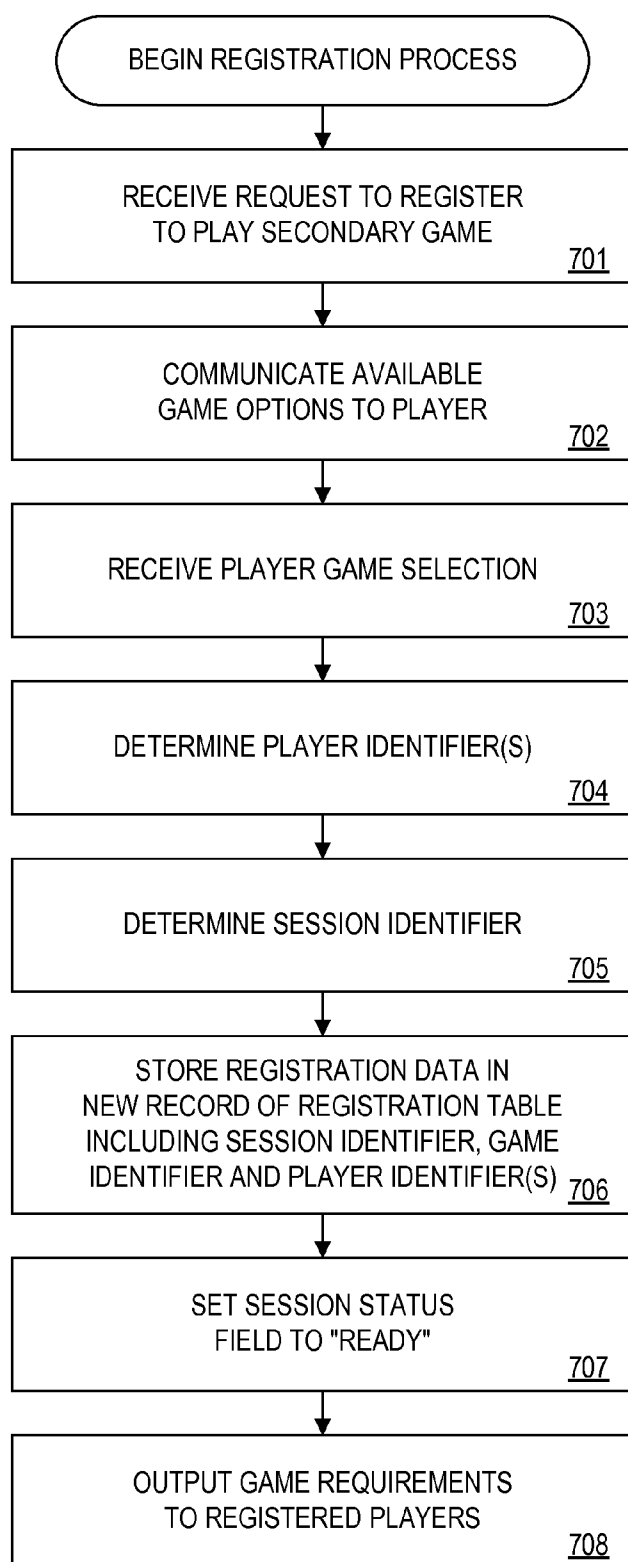 BEGIN REGISTRATION PROCESS
RECEIVE REQUEST TO REGISTER
TO PLAY SECONDARY GAME
701
COMMUNICATE AVAILABLE
GAME OPTIONS TO PLAYER
702
RECEIVE PLAYER GAME SELECTION
703
DETERMINE PLAYER IDENTIFIER(S)
704
DETERMINE SESSION IDENTIFIER
705
STORE REGISTRATION DATA IN
NEW RECORD OF REGISTRATION TABLE
INCLUDING SESSION IDENTIFIER, GAME
IDENTIFIER AND PLAYER IDENTIFIER(S)
706
SET SESSION STATUS
FIELD TO "READY"
707
OUTPUT GAME REQUIREMENTS
TO REGISTERED PLAYERS
708